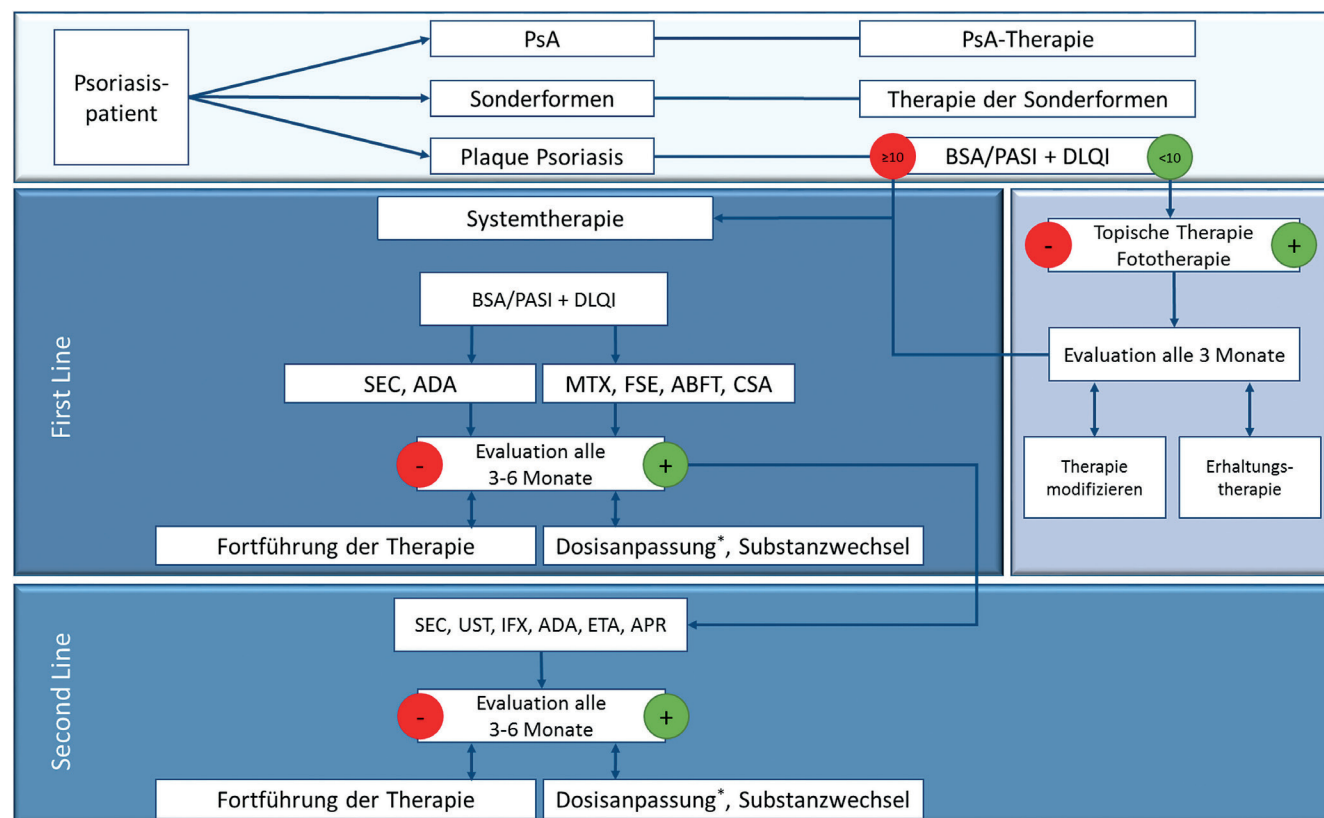 Psoriasis-
patient
PsA
PsA-Therapie
Sonderformen
Therapie der Sonderformen
Plaque Psoriasis
≥10
BSA/PASI + DLQI
<10
First Line
Systemtherapie
BSA/PASI + DLQI
SEC, ADA
MTX, FSE, ABFT, CSA
-
Evaluation alle
3-6 Monate
+
Fortführung der Therapie
Dosisanpassung*, Substanzwechsel
-
Topische Therapie
Fototherapie
+
Evaluation alle 3 Monate
Therapie
modifizieren
Erhaltungs-
therapie
Second Line
SEC, UST, IFX, ADA, ETA, APR
-
Evaluation alle
3-6 Monate
+
Fortführung der Therapie
Dosisanpassung*, Substanzwechsel